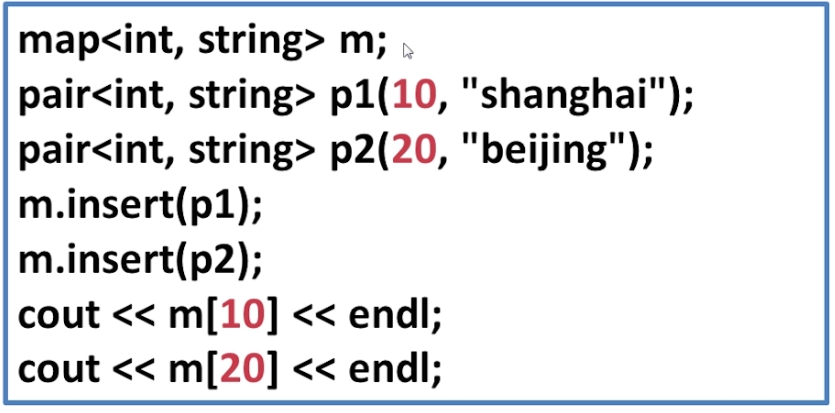 map<int, string> m;
pair<int, string> p1(10, "shanghai");
pair<int, string> p2(20, "beijing");
m.insert(p1);
m.insert(p2);
cout << m[10] << endl;
cout << m[20] << endl;